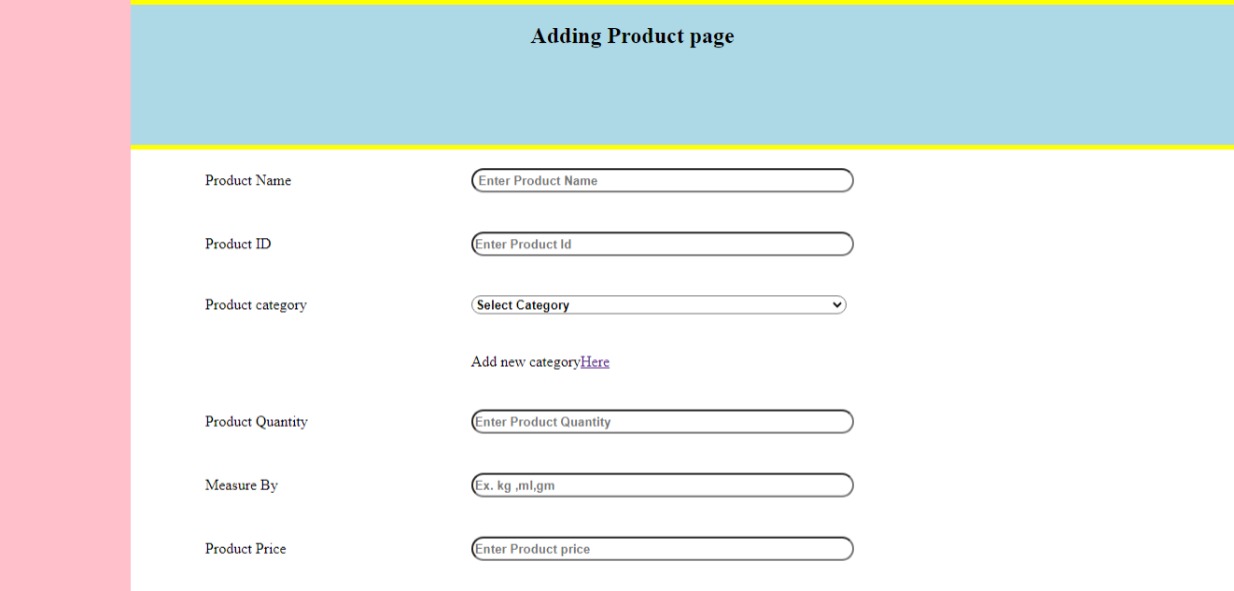 Adding Product page
Product Name Enter Product Name
Product ID Enter Product Id
Product category Select Category
Add new categoryHere
Product Quantity Enter Product Quantity
Measure By Ex. kg ,ml,gm
Product Price Enter Product price